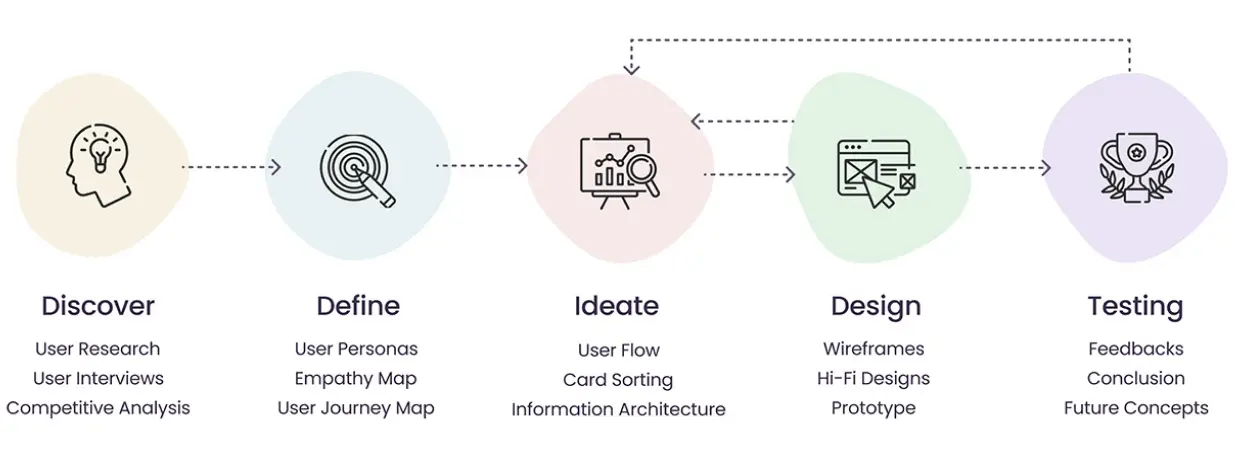 Discover
User Research
User Interviews
Competitive Analysis
Define
User Personas
Empathy Map
User Journey Map
Ideate
User Flow
Card Sorting
Information Architecture
Design
Wireframes
Hi-Fi Designs
Prototype
Testing
Feedbacks
Conclusion
Future Concepts